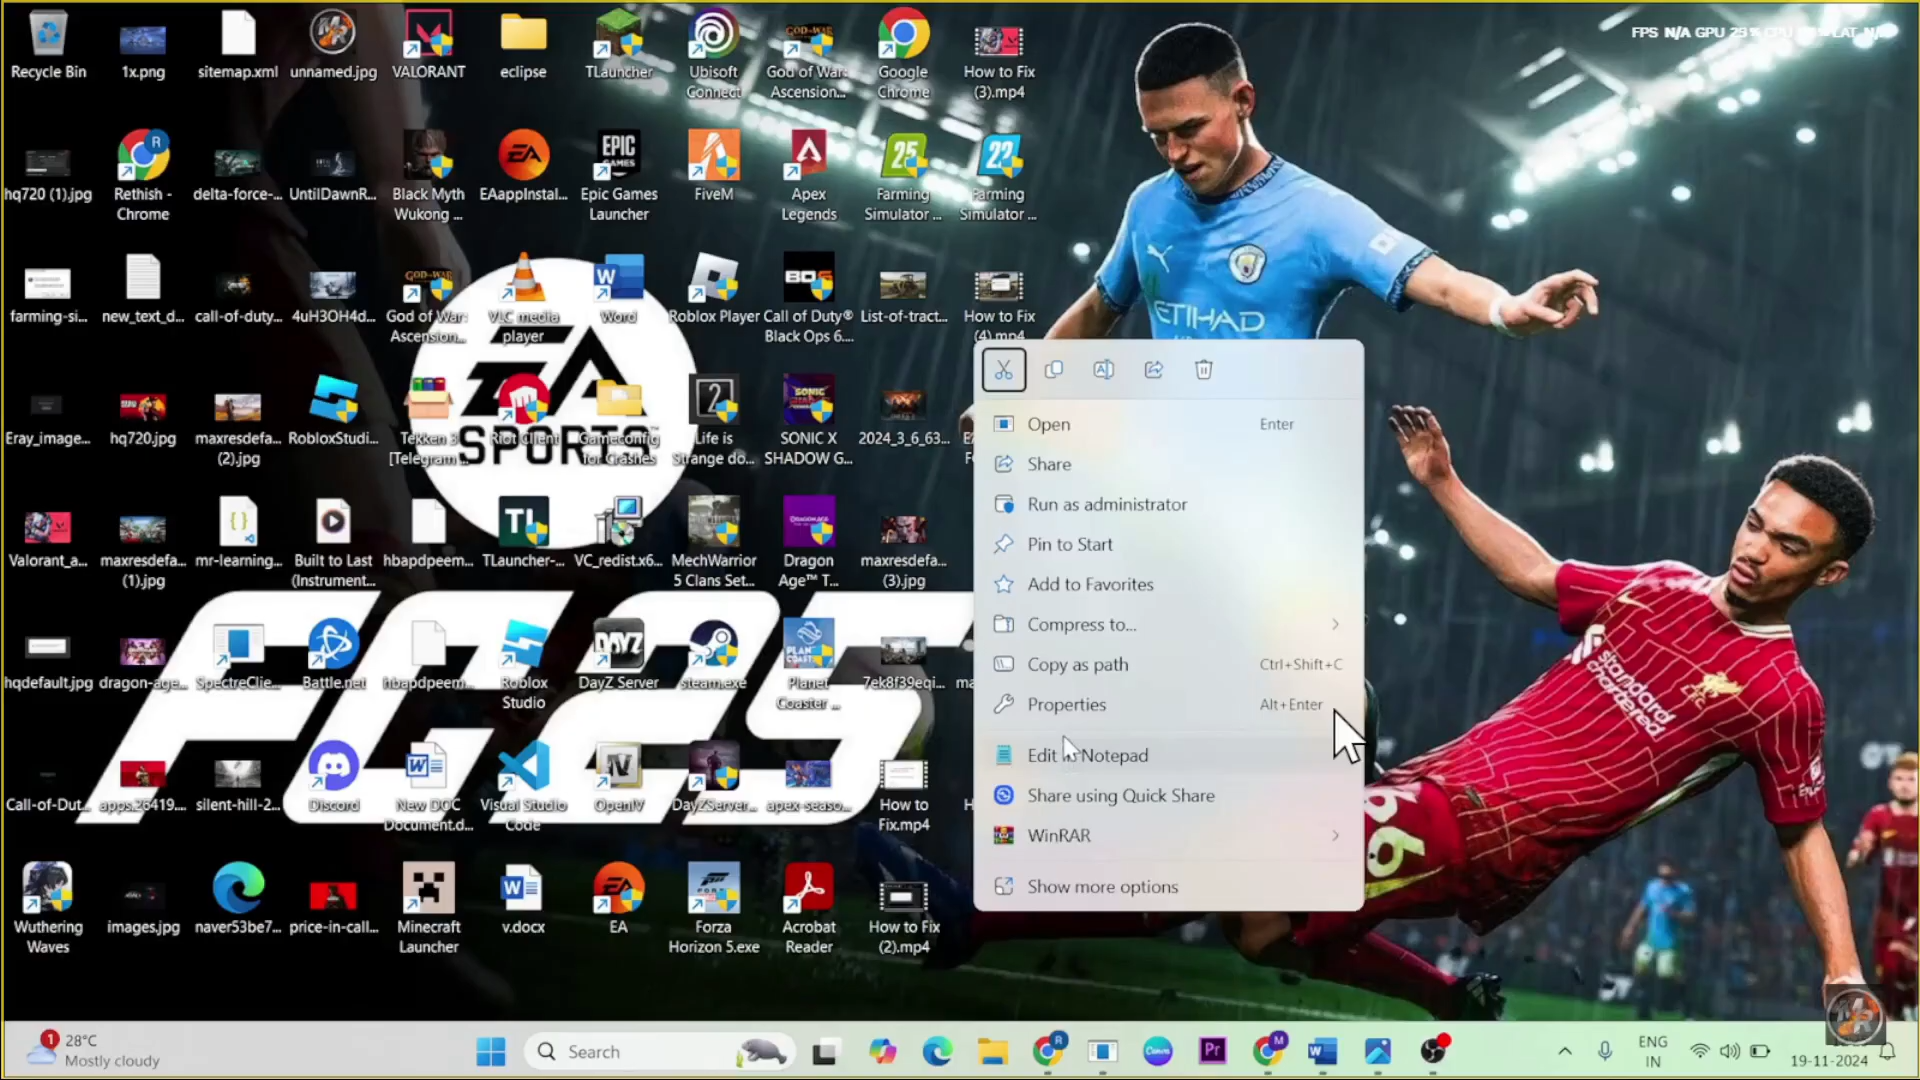 Recycle Bin
1x.png
sitemap.xml
unnamed.jpg
VALORANT
eclipse
TLauncher
Ubisoft
Connect
God of War
Ascension...
Google
Chrome
How to Fix
(3).mp4
FPS N/A GPU
hq720 (1).jpg
Rethish -
Chrome
delta-force-...
UntilDawnR...
Black Myth
Wukong ...
EAappInstal...
Epic Games
Launcher
FiveM
Apex
Legends
Farming
Simulator ...
Farming
Simulator ...
farming-si...
new_text_d...
call-of-duty...
4uH3OH4d...
God of War
Ascension...
VLC media
player
Word
Roblox Player
Call of Duty®
Black Ops 6...
List-of-tract...
How to Fix
(4).mp4
Eray_image...
hq720.jpg
maxresdefa...
(2).jpg
RobloxStudi...
Tekken 3
[Telegram...
Riot Client
Gameconfig
for Crashes
Life is
Strange do...
SONIC X
SHADOW G...
2024_3_6_63...
Valorant_a...
maxresdefa...
(1).jpg
mr-learning...
Built to Last
(Instrument...
hbapdpeem...
TLauncher-...
VC_redist.x6...
MechWarrior
5 Clans Set...
Dragon
Age™ T...
maxresdefa...
(3).jpg
hqdefault.jpg
dragon-age...
SpectreClie...
Battle.net
hbapdpeem...
Roblox
Studio
DayZ Server
steam.exe
Planet
Coaster ...
7ek8f39eqi...
Call-of-Dut...
apps.26419...
silent-hill-2...
Discord
New DOC
Document.d...
Visual Studio
Code
OpenIV
DayZServer...
apex-seaso...
How to
Fix.mp4
Wuthering
Waves
images.jpg
naver53be7...
price-in-call...
Minecraft
Launcher
v.docx
EA
Forza
Horizon 5.exe
Acrobat
Reader
How to Fix
(2).mp4
EA
SPORTS
FC 25
ETIHAD
standard
chartered
66
Open Enter
Share
Run as administrator
Pin to Start
Add to Favorites
Compress to...
Copy as path Ctrl+Shift+C
Properties Alt+Enter
Edit Notepad
Share using Quick Share
WinRAR
Show more options
1
28°C
Mostly cloudy
Search
ENG
IN
19-11-2024